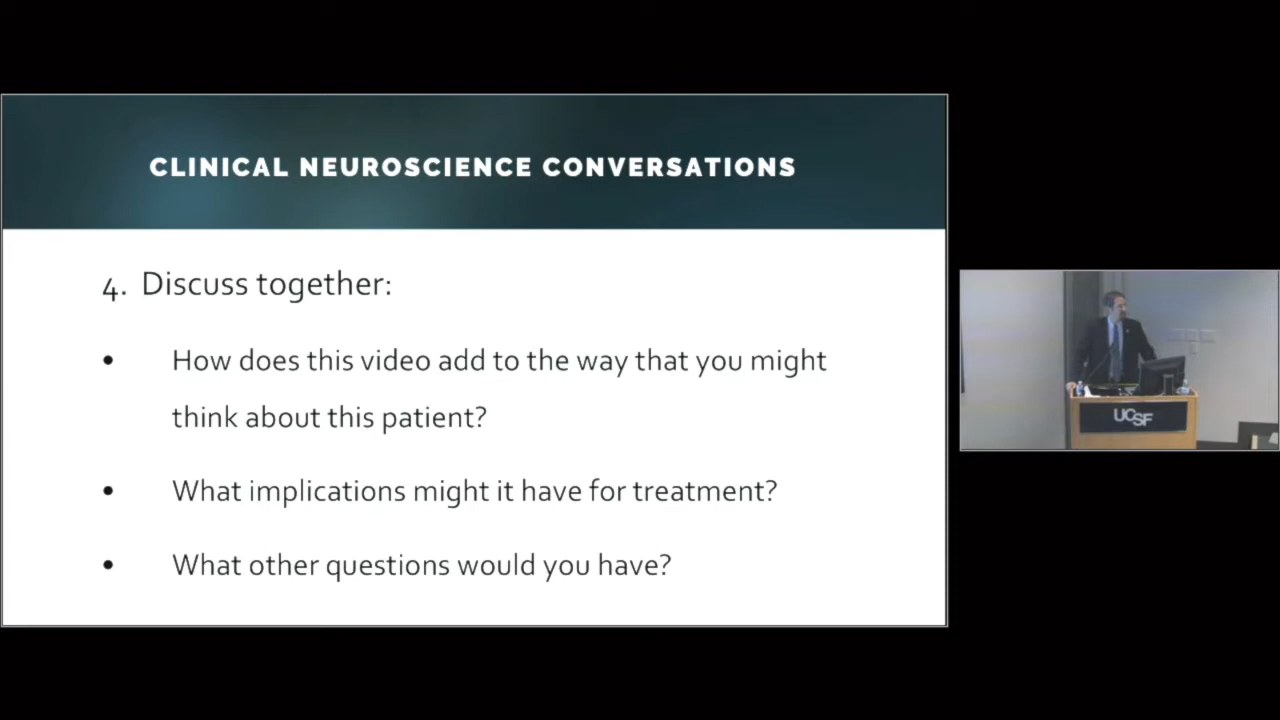 CLINICAL NEUROSCIENCE CONVERSATIONS
4. Discuss together:
• How does this video add to the way that you might
think about this patient?
• What implications might it have for treatment?
• What other questions would you have?
UCSF